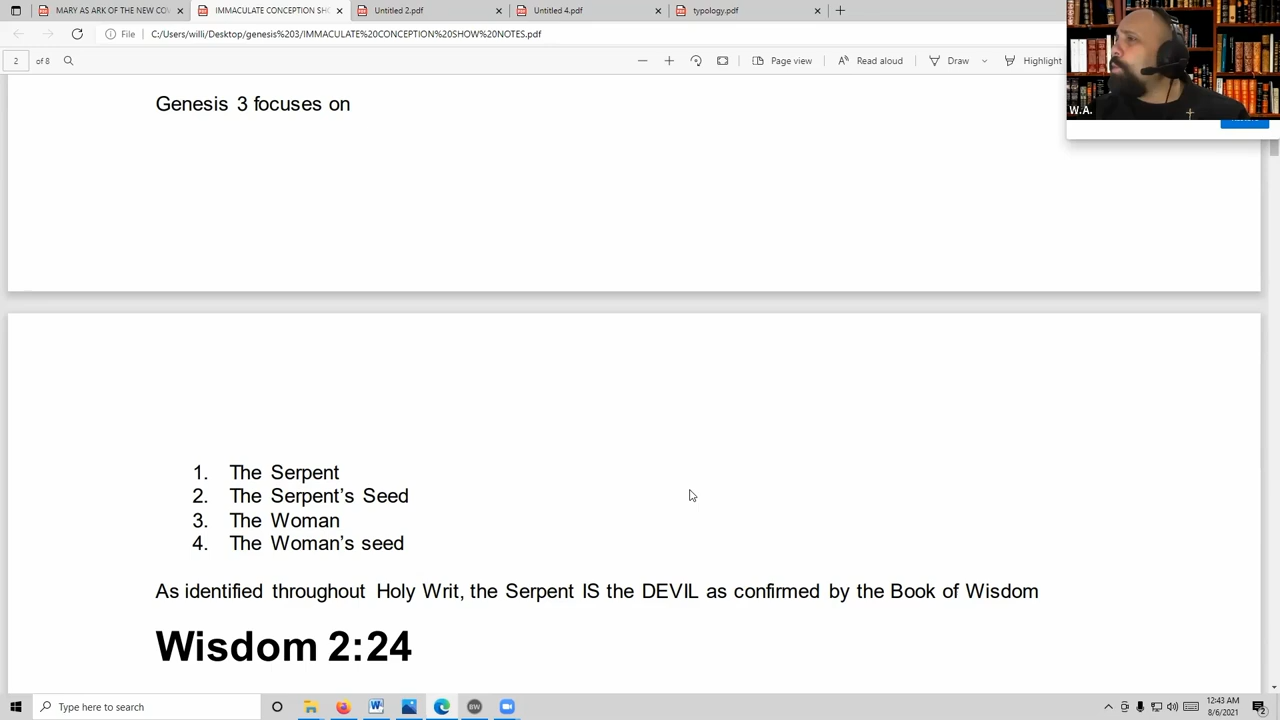 MARY AS ARK OF THE NEW COV
IMMACULATE CONCEPTION SHO
Untitled 2.pdf
Untitled 4.pdf
typology.pdf
File
C:/Users/willi/Desktop/genesis%203/IMMACULATE%20CONCEPTION%20SHOW%20NOTES.pdf
2 of 8
Page view
Read aloud
Draw
Highlight
W.A.
Genesis 3 focuses on
1. The Serpent
2. The Serpent's Seed
3. The Woman
4. The Woman's seed
As identified throughout Holy Writ, the Serpent IS the DEVIL as confirmed by the Book of Wisdom
Wisdom 2:24
Type here to search
12:43 AM
8/6/2021